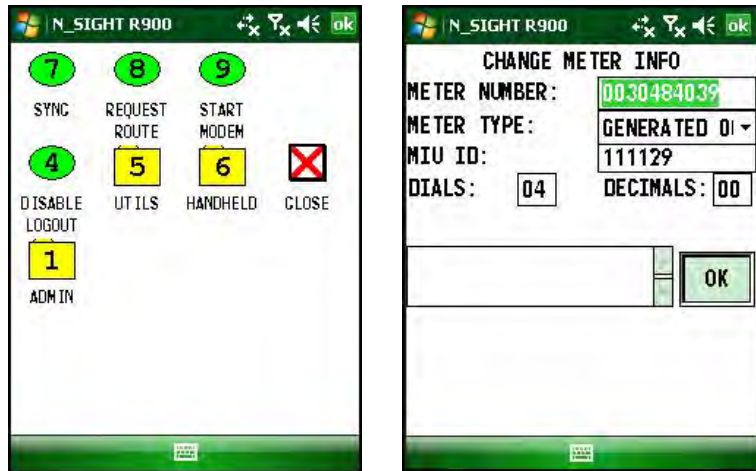 N_SIGHT R900 ok
7 8 9
SYNC REQUEST START
ROUTE MODEM
4 5 6
DISABLE UTILS HANDHELD CLOSE
LOGOUT
1
ADMIN
N_SIGHT R900 ok
CHANGE METER INFO
METER NUMBER: 0030484039
METER TYPE: GENERATED
MIU ID: 111129
DIALS: 04 DECIMALS: 00
OK